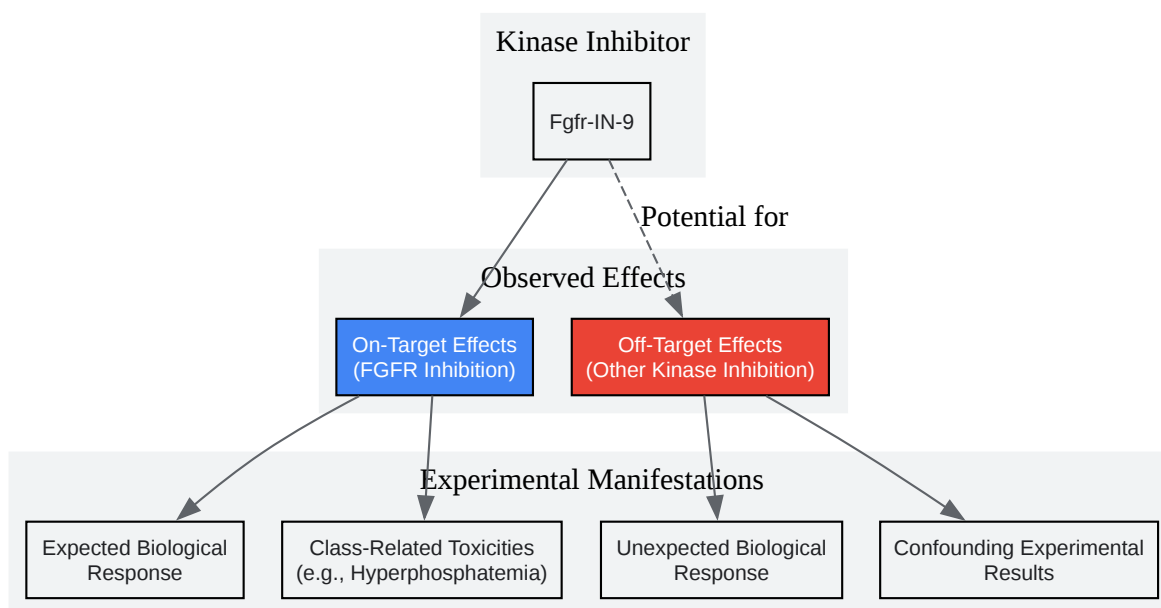 Kinase Inhibitor
Fgfr-IN-9
Potential for
Observed Effects
On-Target Effects
(FGFR Inhibition)
Off-Target Effects
(Other Kinase Inhibition)
Experimental Manifestations
Expected Biological
Response
Class-Related Toxicities
(e.g., Hyperphosphatemia)
Unexpected Biological
Response
Confounding Experimental
Results